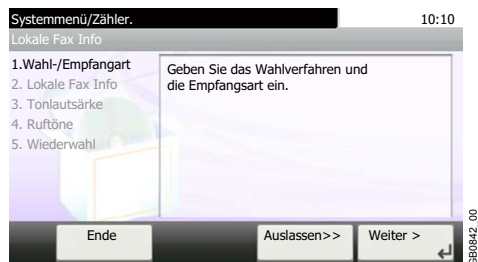 Systemmenü/Zähler.
10:10
Lokale Fax Info
1.Wahl-/Empfangart
2. Lokale Fax Info
3. Tonlautsärke
4. Ruftöne
5. Wiederwahl
Geben Sie das Wahlverfahren und
die Empfangsart ein.
Ende
Auslassen>>
Weiter >
GB0842_00